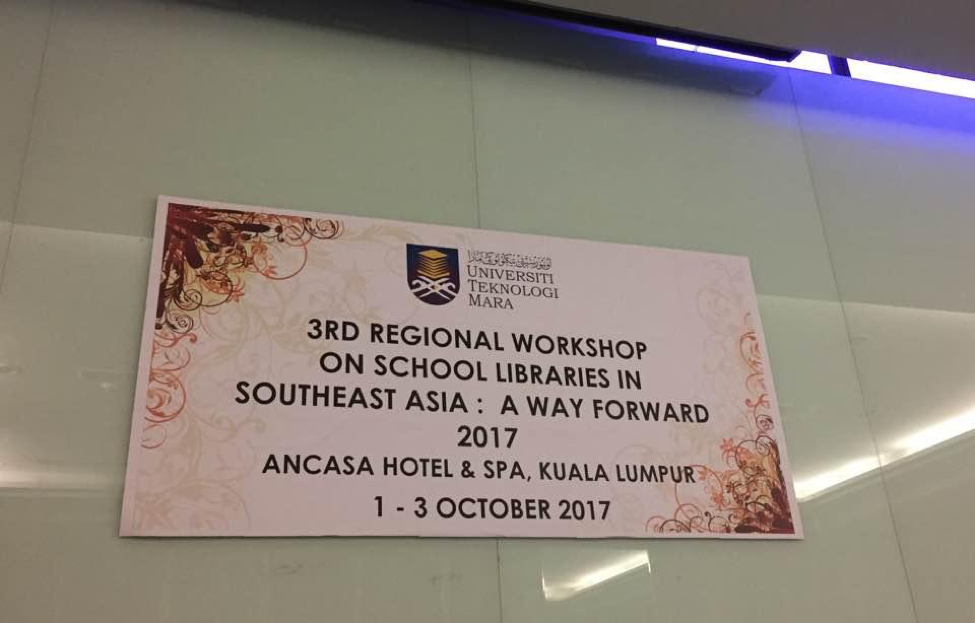 UNIVERSITI
TEKNOLOGI
MARA
3RD REGIONAL WORKSHOP
ON SCHOOL LIBRARIES IN
SOUTHEAST ASIA : A WAY FORWARD
2017
ANCASA HOTEL & SPA, KUALA LUMPUR
1 - 3 OCTOBER 2017